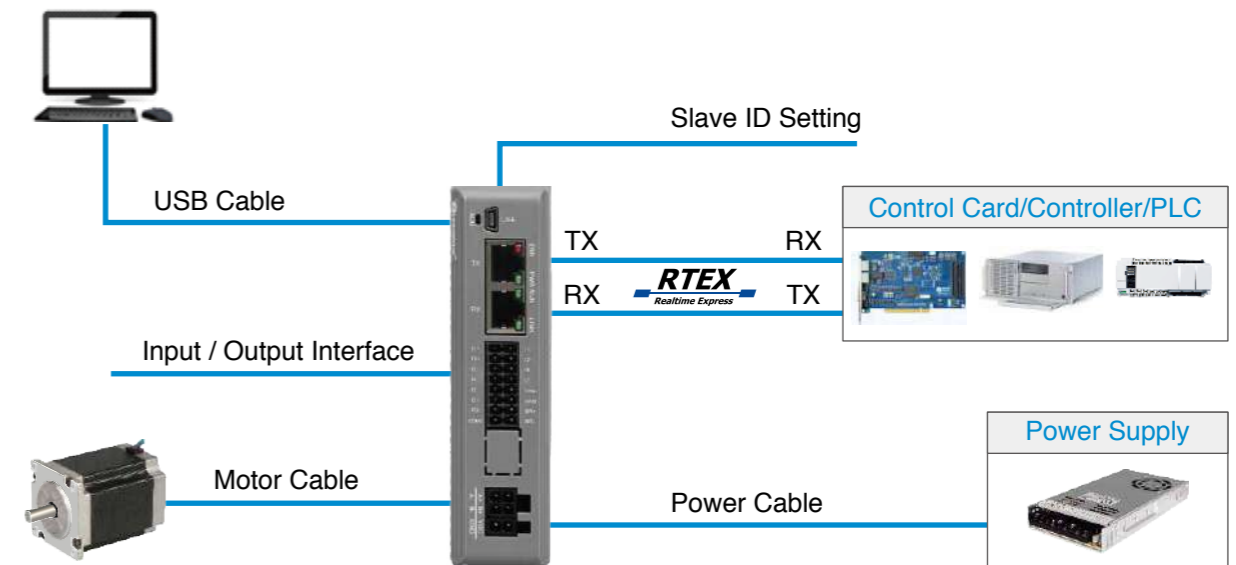 Slave ID Setting
USB Cable
Control Card/Controller/PLC
TX
RX
RTEX
Realtime Express
RX
TX
Input / Output Interface
Power Supply
Motor Cable
Power Cable